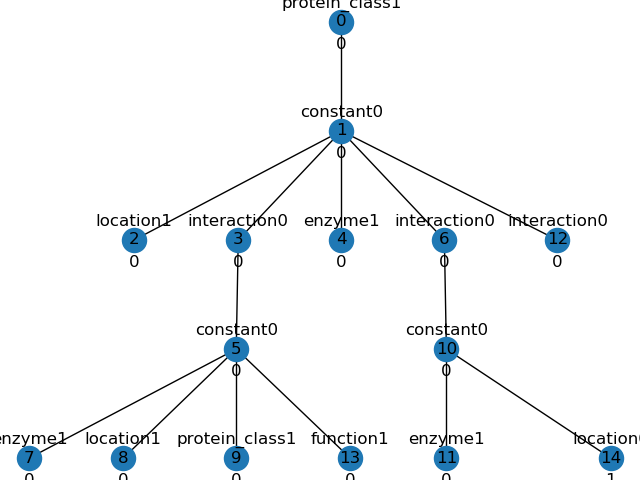 protein_class1
0
0
constant0
1
0
location1 interaction0 enzyme1 interaction0 interaction0
2 3 4 6 12
0 0 0 0 0
constant0 constant0
5 10
0 0
enzyme1 location1 protein_class1 function1 enzyme1 location0
7 8 9 13 11 14
0 0 0 0 0 1